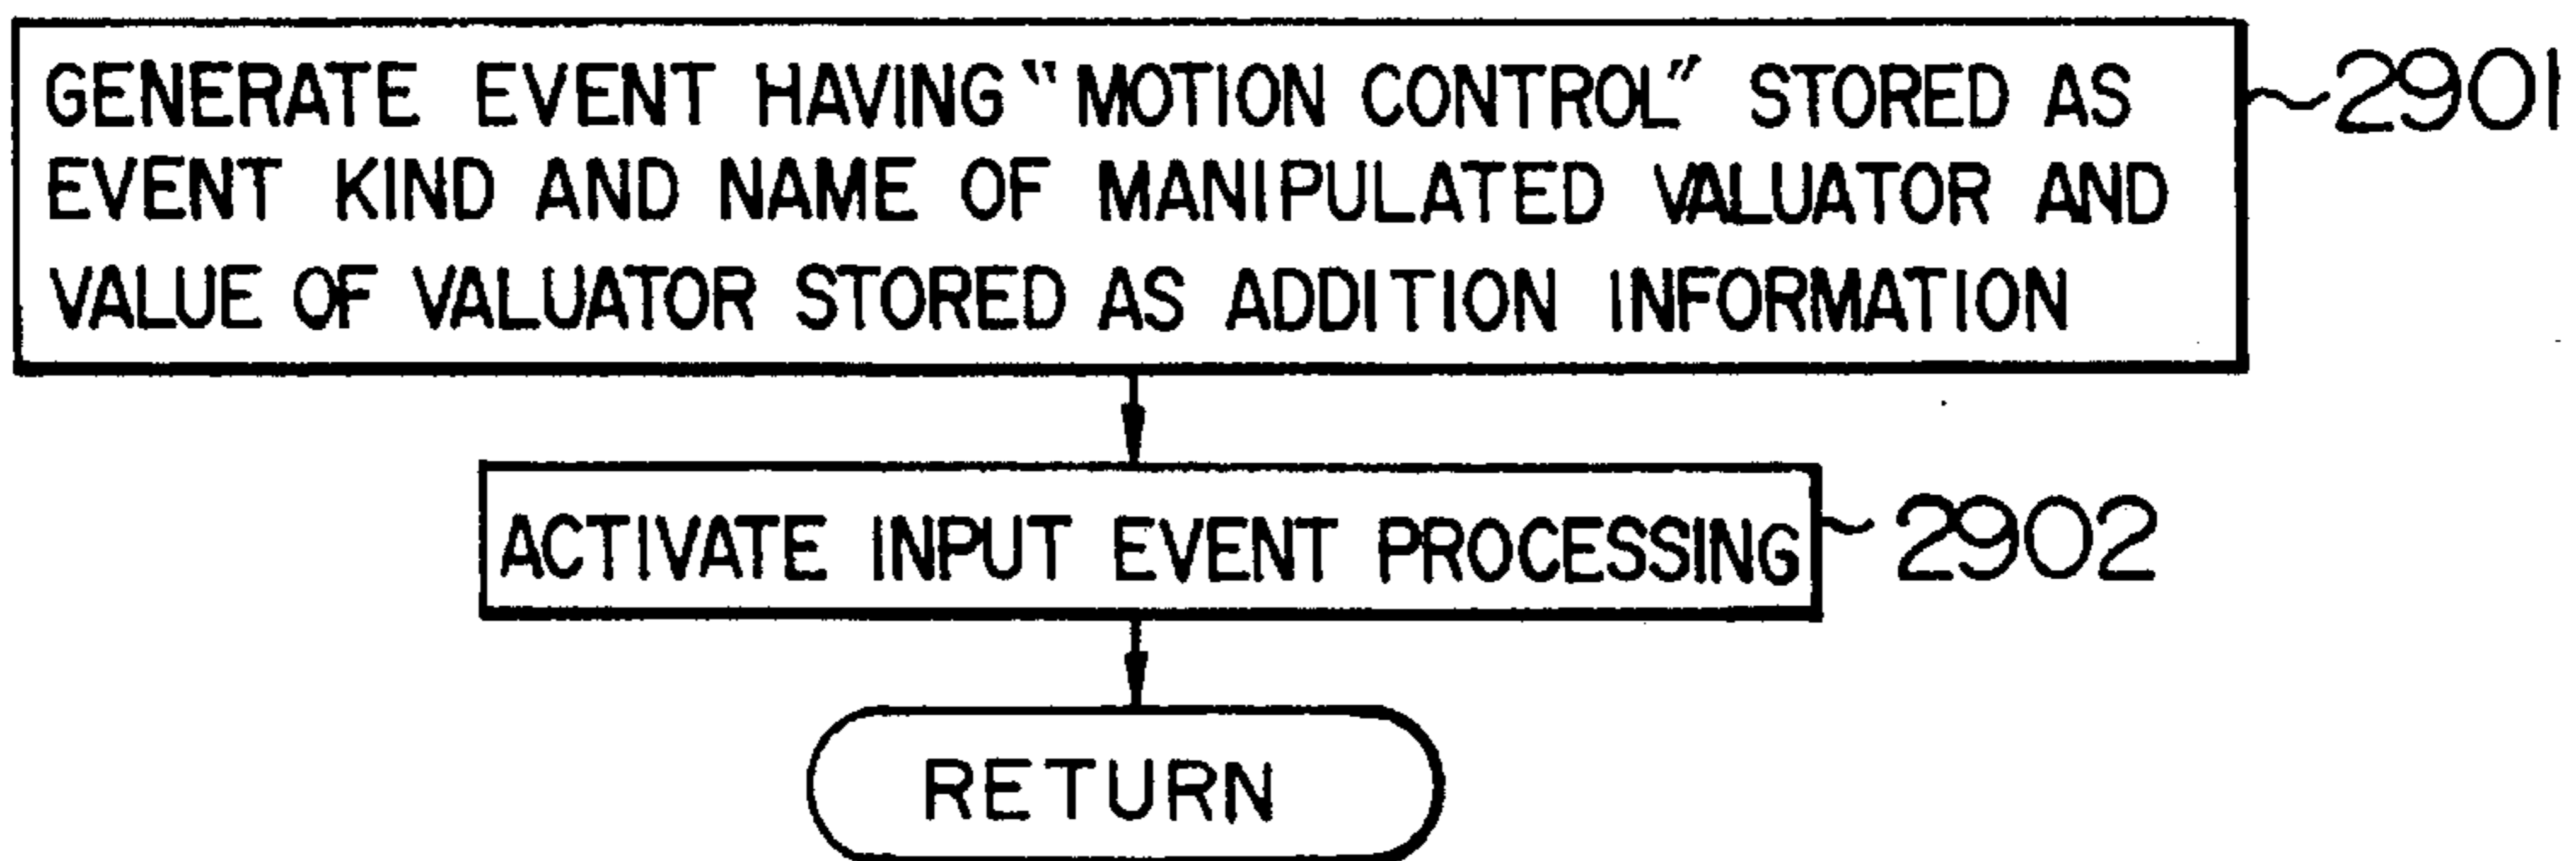 GENERATE EVENT HAVING "MOTION CONTROL" STORED AS
EVENT KIND AND NAME OF MANIPULATED VALUATOR AND
VALUE OF VALUATOR STORED AS ADDITION INFORMATION
2901
ACTIVATE INPUT EVENT PROCESSING
2902
RETURN